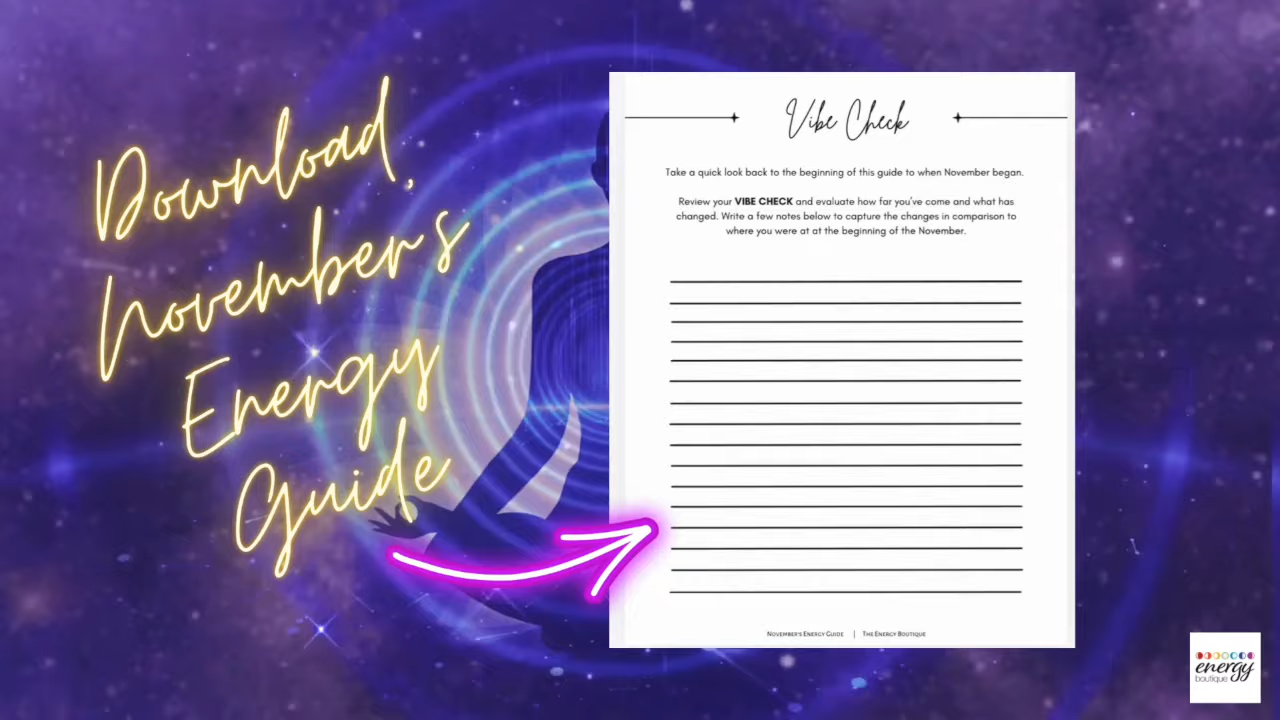 Download
November's
Energy
Guide
Vibe Check
Take a quick look back to the beginning of this guide to when November began.
Review your VIBE CHECK and evaluate how far you've come and what has
changed. Write a few notes below to capture the changes in comparison to
where you were at at the beginning of the November.
November's Energy Guide | The Energy Boutique
energy
boutique